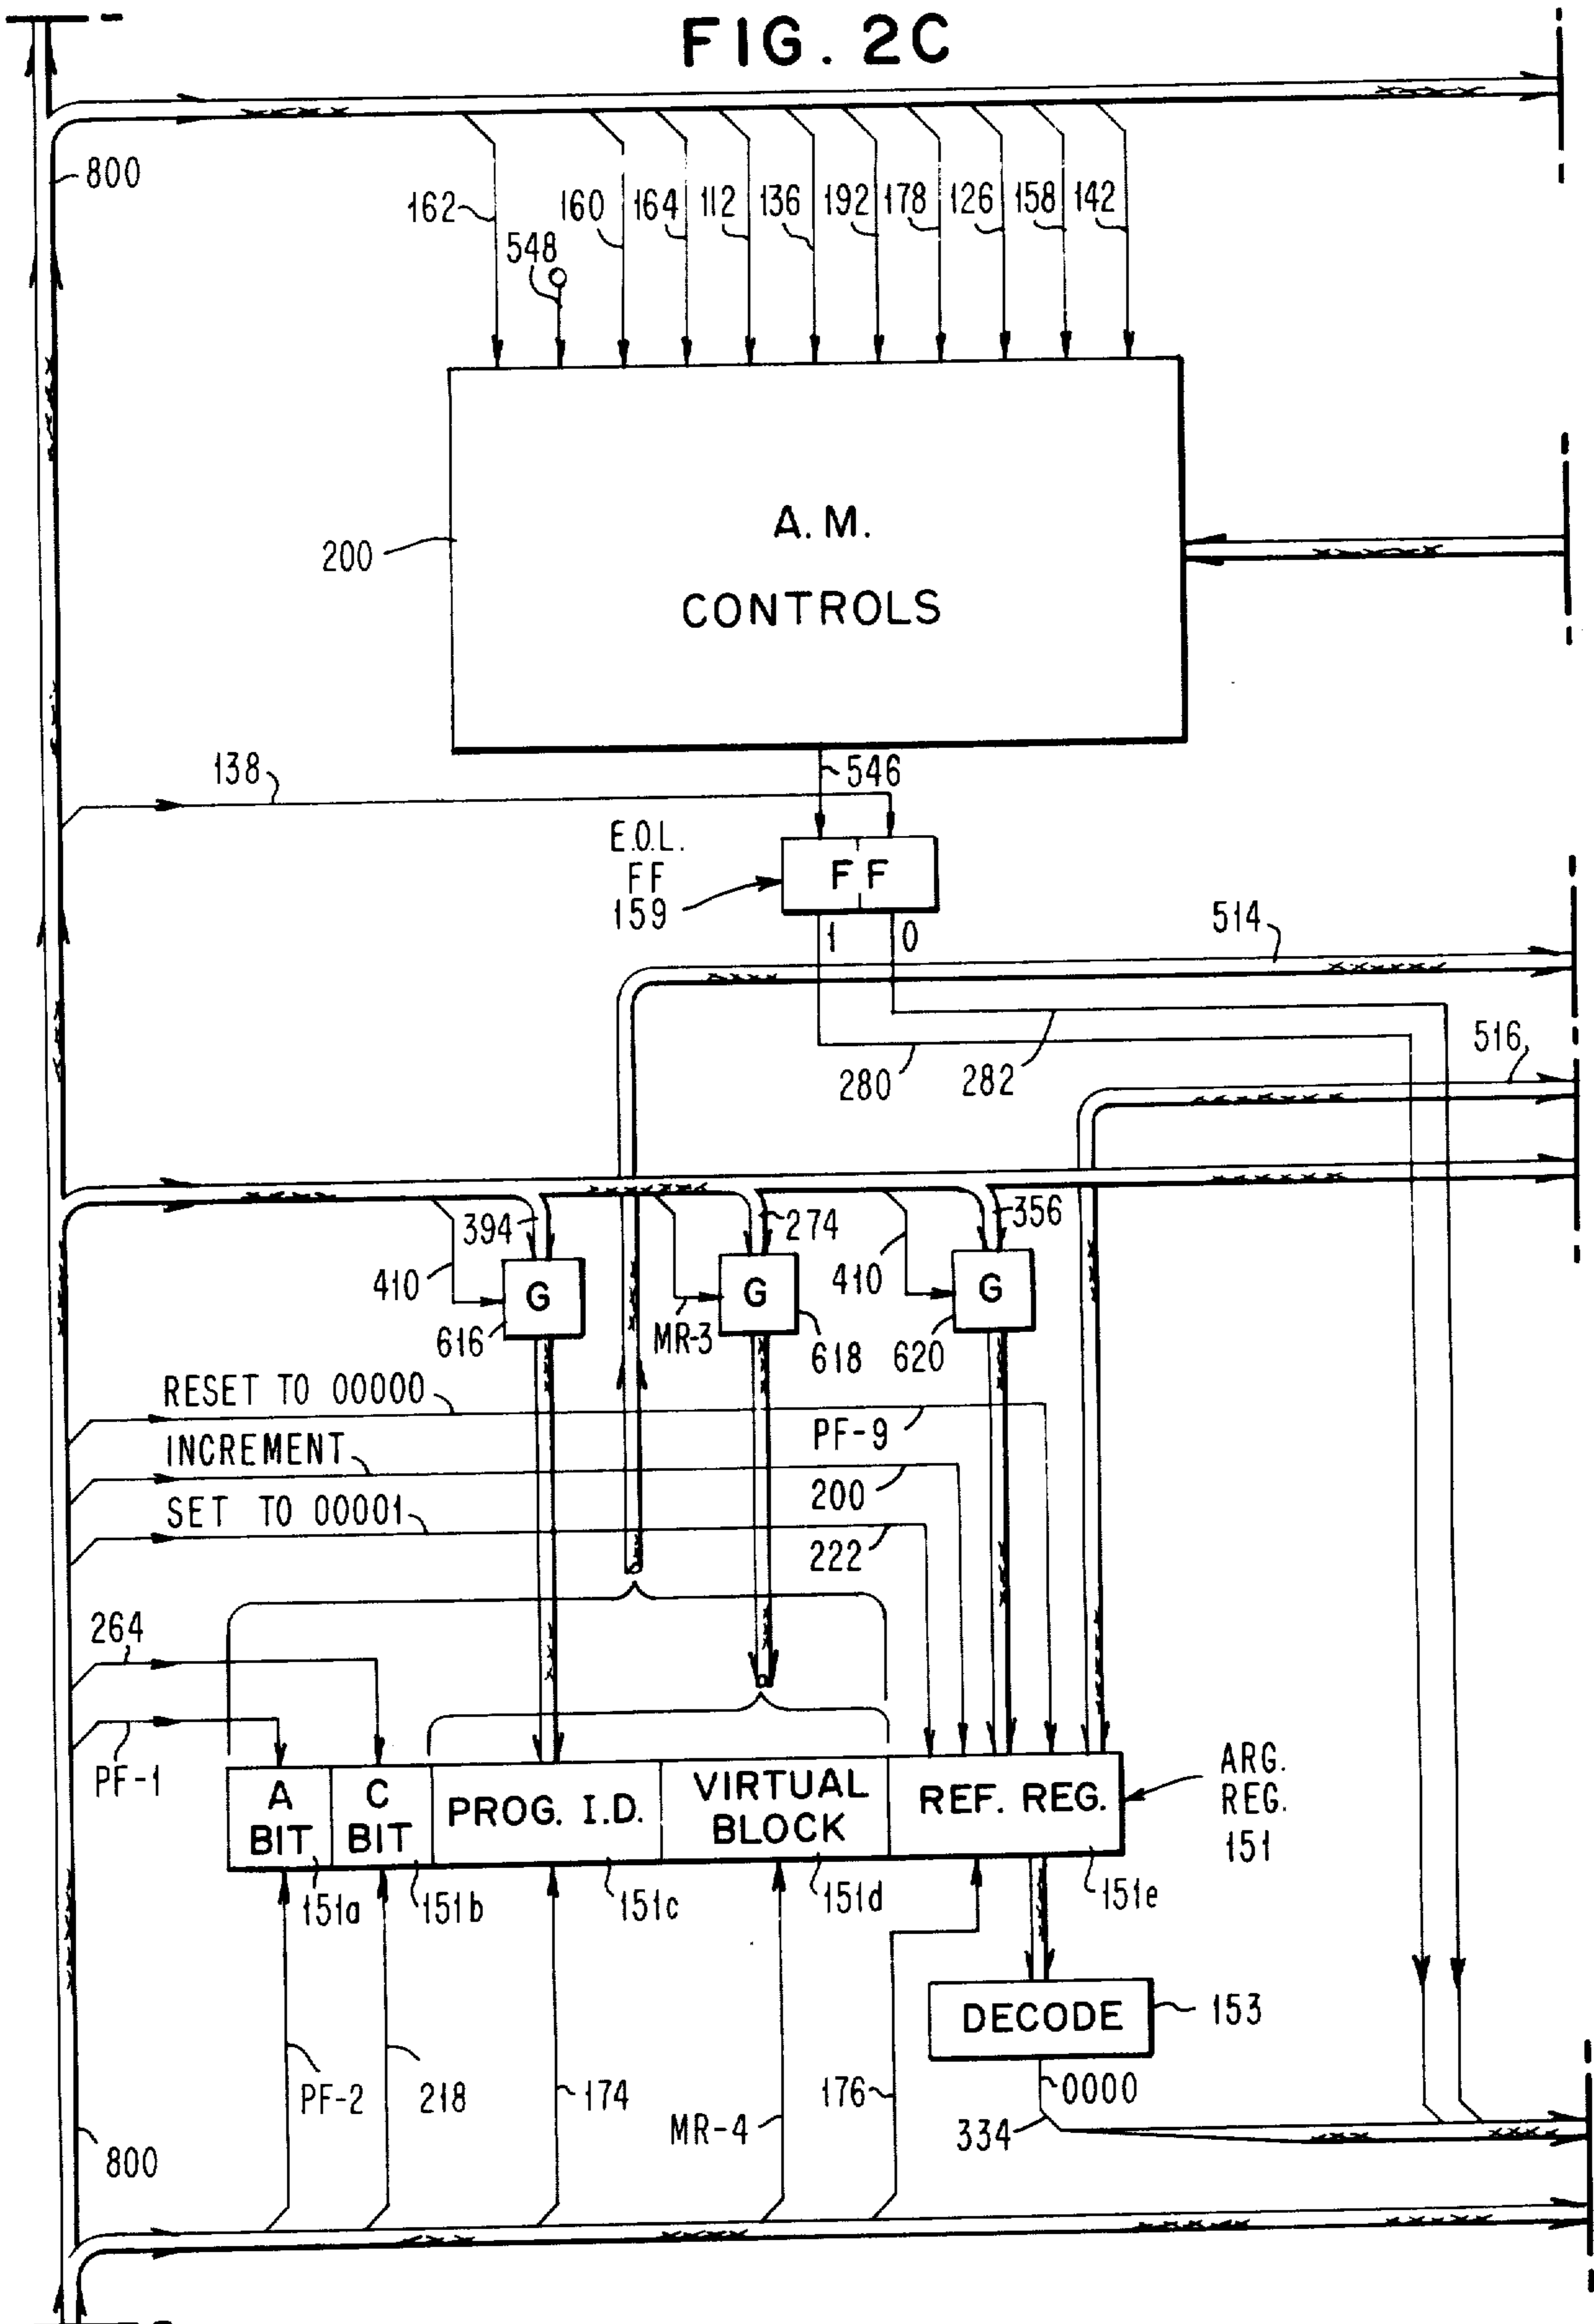 FIG. 2C
800
162
548
160
164
112
136
192
178
126
158
142
200
A. M.
CONTROLS
138
546
E.O.L.
FF
159
FF
1
0
514
280
282
516
394
274
356
410
G
616
MR-3
G
618
410
G
620
RESET TO 00000
PF-9
INCREMENT
200
SET TO 00001
222
264
PF-1
A
BIT
C
BIT
PROG. I.D.
VIRTUAL
BLOCK
REF. REG.
ARG.
REG.
151
151a
151b
151c
151d
151e
PF-2
218
174
MR-4
176
DECODE
153
0000
334
800